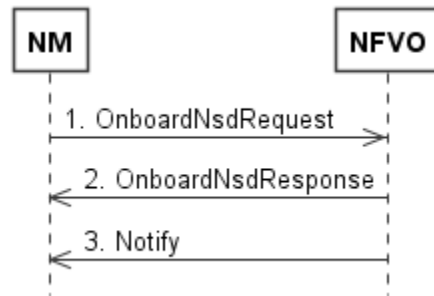 NM
NFVO
1. OnboardNsdRequest
2. OnboardNsdResponse
3. Notify